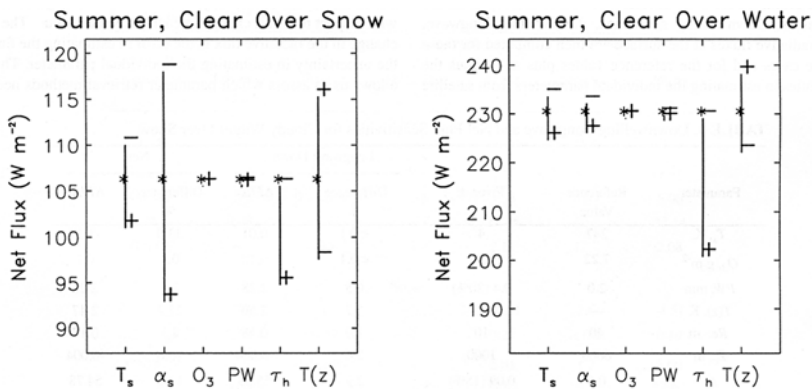 Summer, Clear Over Snow
120
115
110
105
100
95
90
Net Flux (W m⁻²)
Tₛ αₛ O₃ PW τₕ T(z)
Summer, Clear Over Water
240
230
220
210
200
190
Net Flux (W m⁻²)
Tₛ αₛ O₃ PW τₕ T(z)